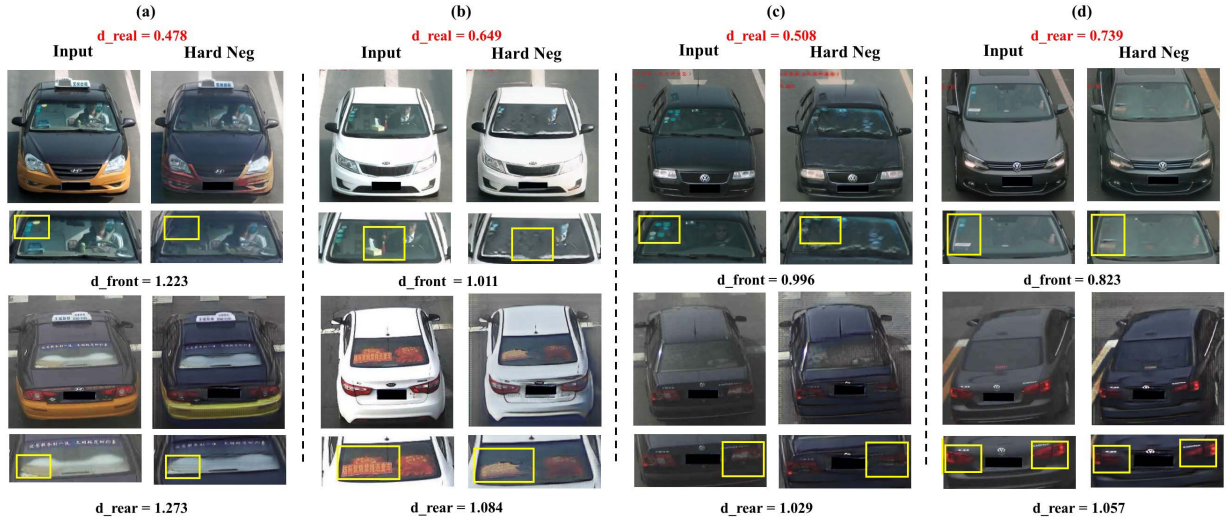 (a)
(b)
(c)
(d)
d_real = 0.478
d_real = 0.649
d_real = 0.508
d_rear = 0.739
Input Hard Neg
Input Hard Neg
Input Hard Neg
Input Hard Neg
d_front = 1.223
d_front = 1.011
d_front = 0.996
d_front = 0.823
d_rear = 1.273
d_rear = 1.084
d_rear = 1.029
d_rear = 1.057